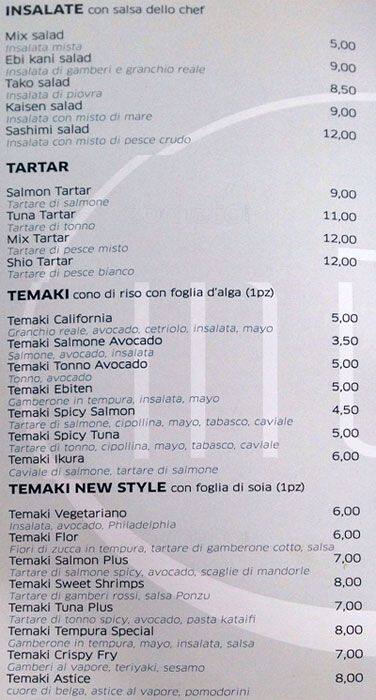 INSALATE con salsa dello chef
Mix salad 5,00
Insalata mista
Ebi kani salad 9,00
Insalata di gamberi e granchio reale
Tako salad 8,50
Insalata di piovra
Kaisen salad 9,00
Insalata con misto di mare
Sashimi salad 12,00
Insalata con misto di pesce crudo
TARTAR
Salmon Tartar 9,00
Tartare di salmone
Tuna Tartar 11,00
Tartare di tonno
Mix Tartar 12,00
Tartare di pesce misto
Shio Tartar 12,00
Tartare di pesce bianco
TEMAKI cono di riso con foglia d'alga (1pz)
Temaki California 5,00
Granchio reale, avocado, cetriolo, insalata, mayo
Temaki Salmone Avocado 3,50
Salmone, avocado, insalata
Temaki Tonno Avocado 5,00
Tonno, avocado
Temaki Ebiten 5,00
Gamberone in tempura, insalata, mayo
Temaki Spicy Salmon 4,50
Tartare di salmone, cipollina, mayo, tabasco, caviale
Temaki Spicy Tuna 5,00
Tartare di tonno, cipollina, mayo, tabasco, caviale
Temaki Ikura 6,00
Caviale di salmone, tartare di salmone
TEMAKI NEW STYLE con foglia di soia (1pz)
Temaki Vegetariano 6,00
Insalata, avocado, Philadelphia
Temaki Flor 6,00
Fiori di zucca in tempura, tartare di gamberone cotto, salsa
Temaki Salmon Plus 7,00
Tartare di salmone spicy, avocado, scaglie di mandorle
Temaki Sweet Shrimps 8,00
Tartare di gamberi rossi, salsa Ponzu
Temaki Tuna Plus 7,00
Tartare di tonno spicy, avocado, pasta kataifi
Temaki Tempura Special 8,00
Gamberone in tempura, mayo, insalata, salsa
Temaki Crispy Fry 7,00
Gamberi al vapore, teriyaki, sesamo
Temaki Astice 8,00
cuore di belga, astice al vapore, pomodorini